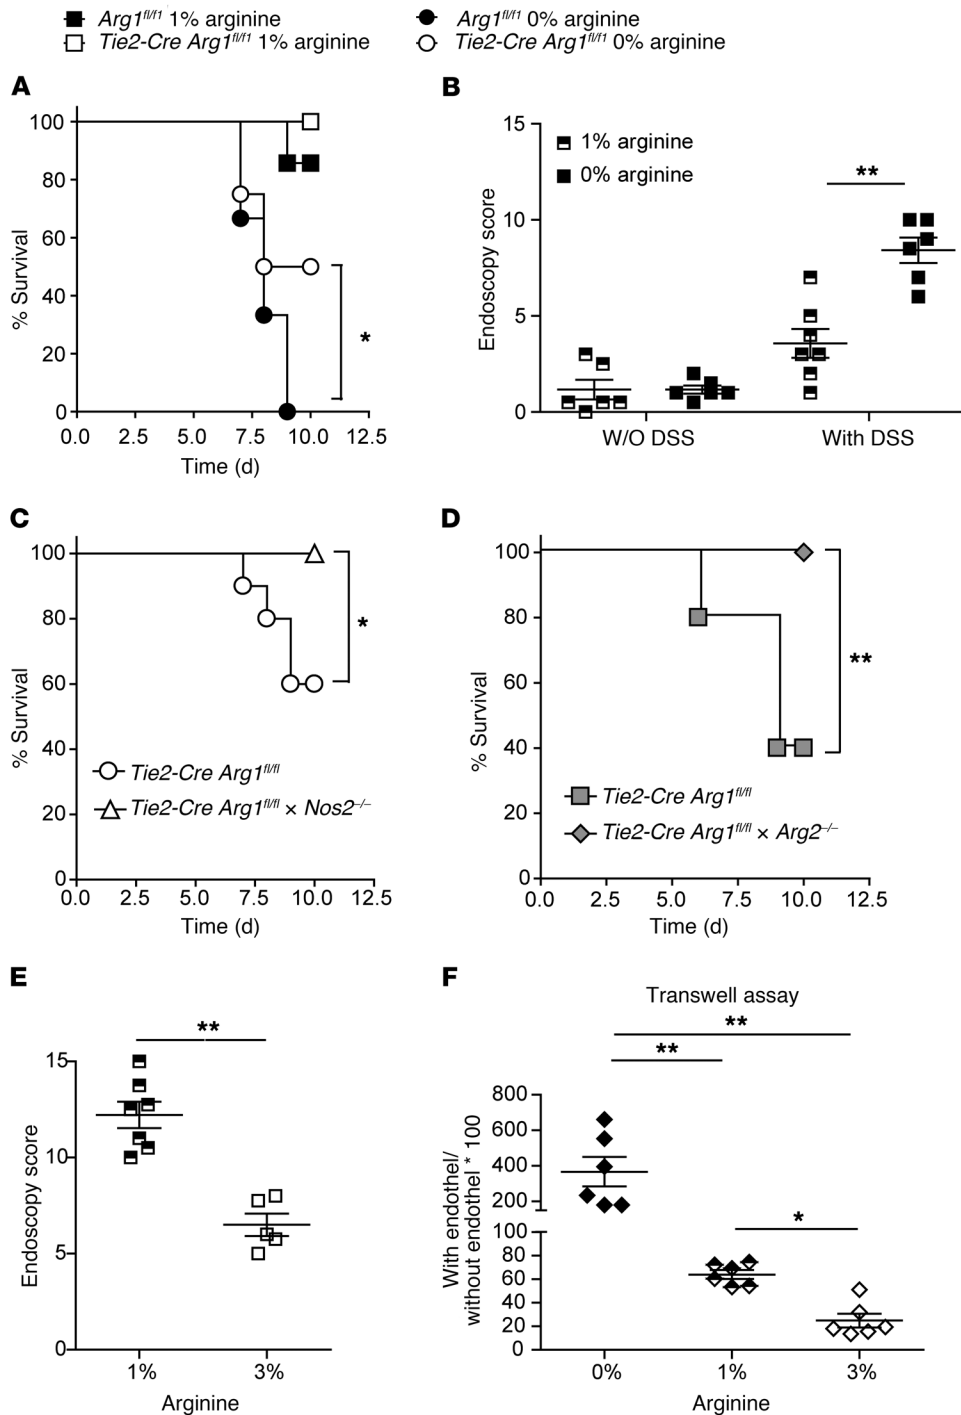 Arg1fl/f1 1% arginine
Arg1fl/f1 0% arginine
Tie2-Cre Arg1fl/f1 1% arginine
Tie2-Cre Arg1fl/f1 0% arginine
A
100
80
60
40
20
0
% Survival
*
0.0 2.5 5.0 7.5 10.0 12.5
Time (d)
B
15
10
5
0
Endoscopy score
1% arginine
0% arginine
**
W/O DSS
With DSS
C
100
80
60
40
20
0
% Survival
*
Tie2-Cre Arg1fl/fl
Tie2-Cre Arg1fl/fl × Nos2–/–
0.0 2.5 5.0 7.5 10.0 12.5
Time (d)
D
100
80
60
40
20
0
% Survival
**
Tie2-Cre Arg1fl/fl
Tie2-Cre Arg1fl/fl × Arg2–/–
0.0 2.5 5.0 7.5 10.0 12.5
Time (d)
E
**
15
10
5
0
Endoscopy score
1% 3%
Arginine
F
Transwell assay
**
**
*
800
600
400
200
100
80
60
40
20
0
With endothel/
without endothel * 100
0% 1% 3%
Arginine